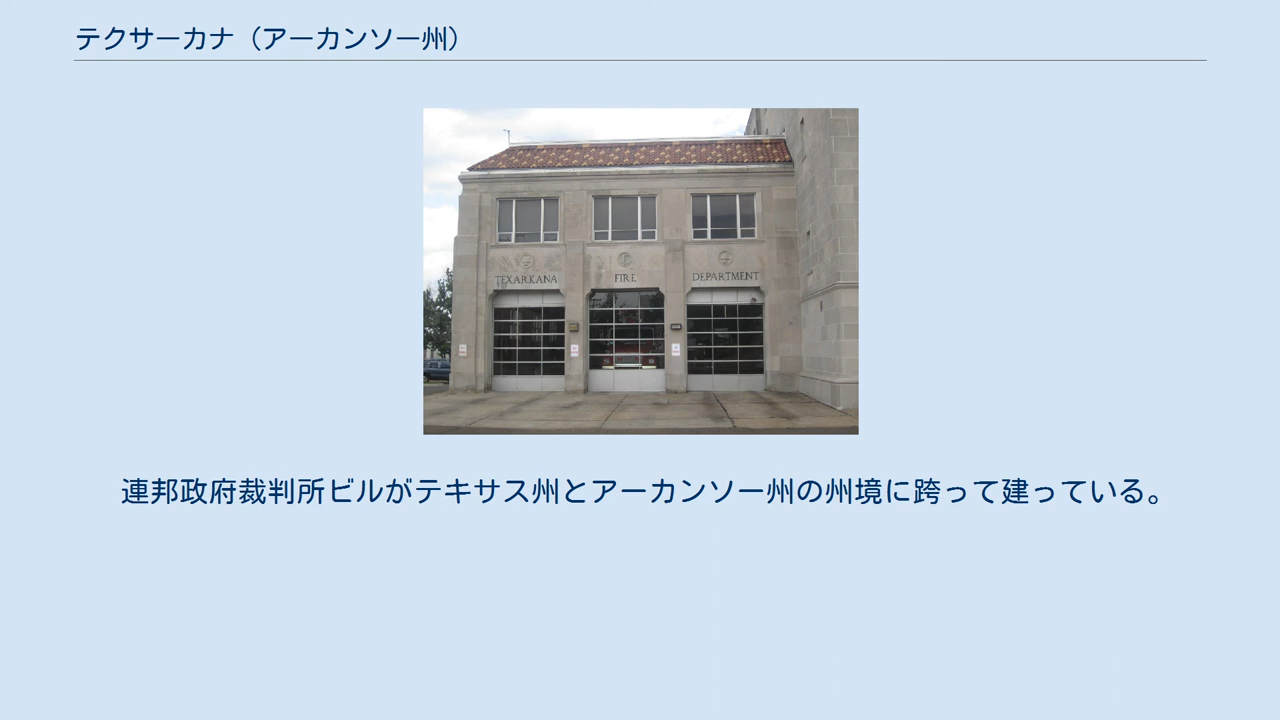 テクサーカナ（アーカンソー州）
TEXARKANA FIRE DEPARTMENT
連邦政府裁判所ビルがテキサス州とアーカンソー州の州境に跨って建っている。